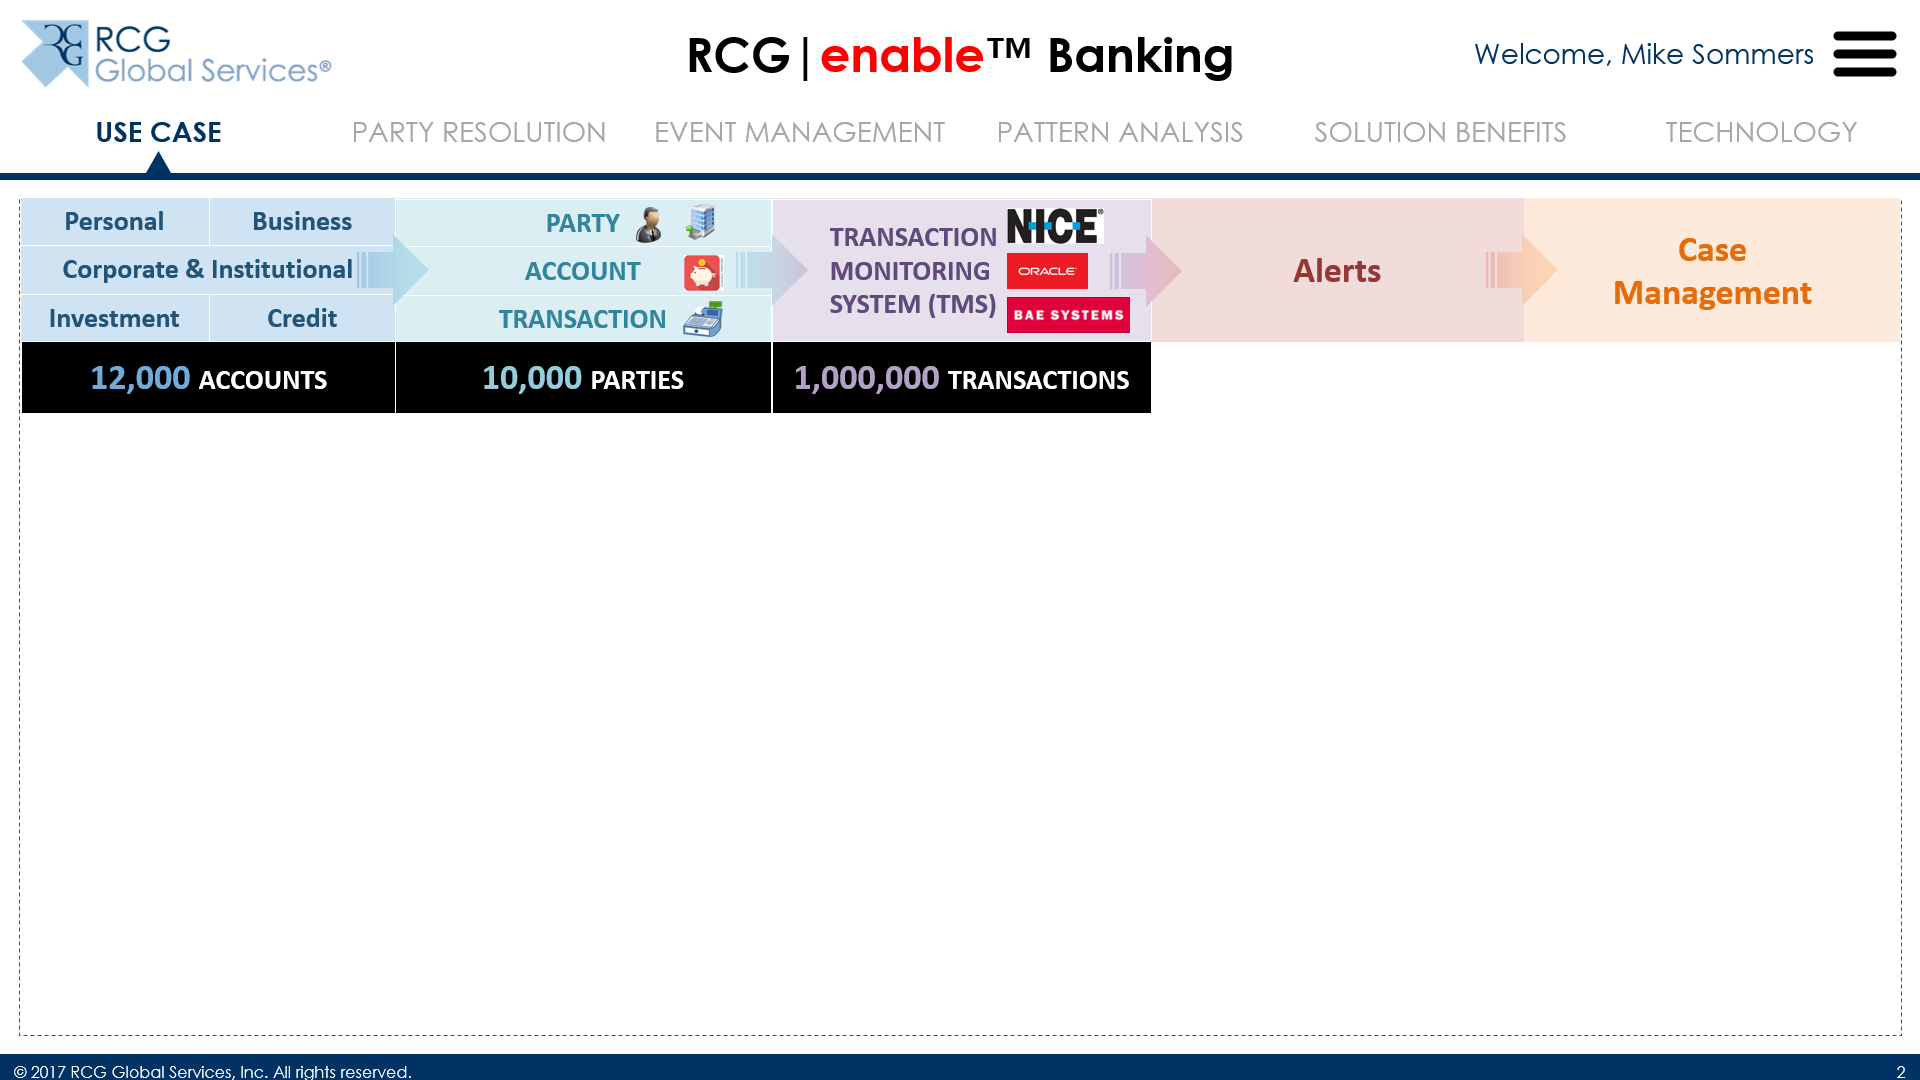 RCG
Global Services®
RCG|enable™ Banking
Welcome, Mike Sommers
USE CASE
PARTY RESOLUTION
EVENT MANAGEMENT
PATTERN ANALYSIS
SOLUTION BENEFITS
TECHNOLOGY
Personal
Business
Corporate & Institutional
Investment
Credit
PARTY
ACCOUNT
TRANSACTION
TRANSACTION
MONITORING
SYSTEM (TMS)
NICE®
ORACLE®
BAE SYSTEMS
Alerts
Case
Management
12,000 ACCOUNTS
10,000 PARTIES
1,000,000 TRANSACTIONS
© 2017 RCG Global Services, Inc. All rights reserved.
2